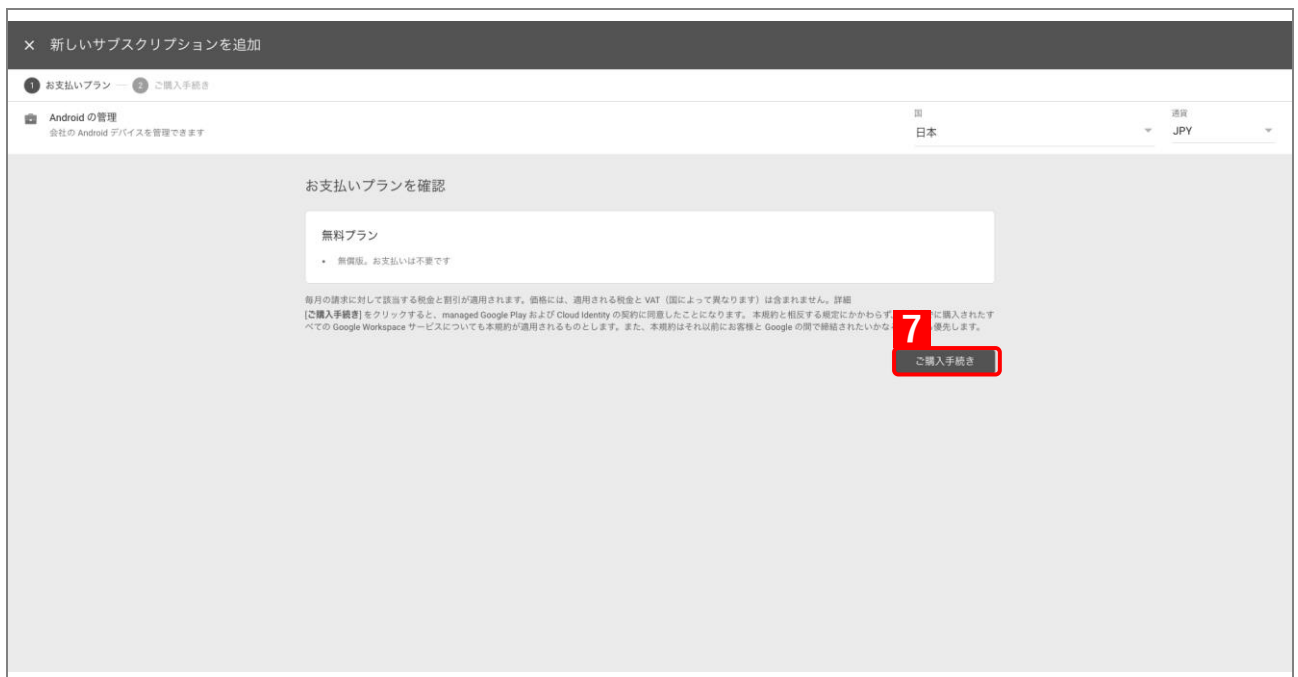 × 新しいサブスクリプションを追加
1 お支払いプラン — 2 ご購入手続き
Android の管理
会社の Android デバイスを管理できます
国
日本
通貨
JPY
お支払いプランを確認
無料プラン
• 無償版。お支払いは不要です
毎月の請求に対して該当する税金と割引が適用されます。価格には、適用される税金と VAT（国によって異なります）は含まれません。詳細
[ご購入手続き] をクリックすると、managed Google Play および Cloud Identity の契約に同意したことになります。 本規約と相反する規定にかかわらず、 に購入されたす
べての Google Workspace サービスについても本規約が適用されるものとします。また、本規約はそれ以前にお客様と Google の間で締結されたいかな 優先します。
7
ご購入手続き